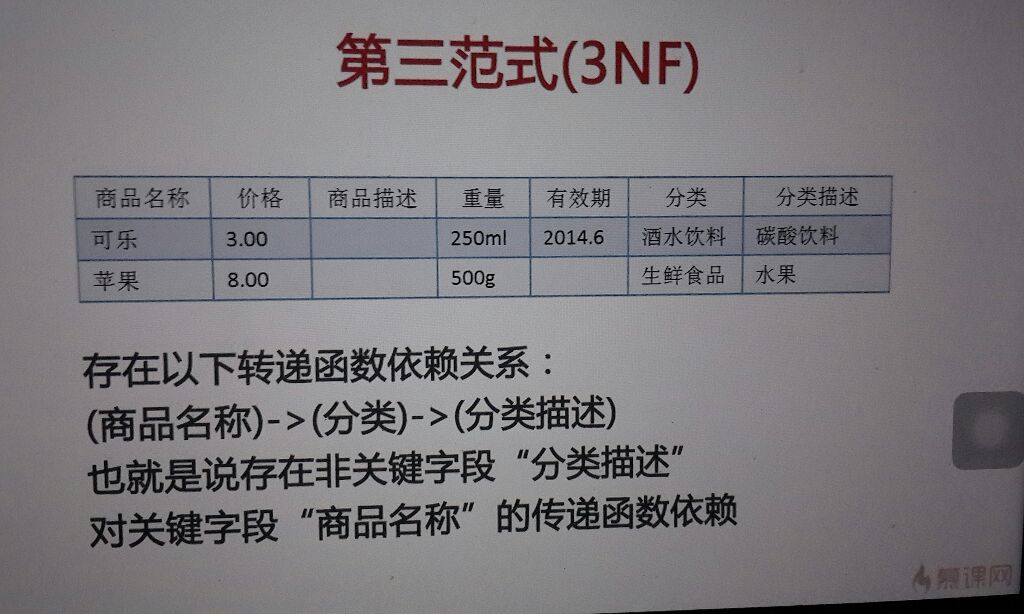 第三范式(3NF)
商品名称 价格 商品描述 重量 有效期 分类 分类描述
可乐 3.00 250ml 2014.6 酒水饮料 碳酸饮料
苹果 8.00 500g 生鲜食品 水果
存在以下转递函数依赖关系：
(商品名称)->(分类)->(分类描述)
也就是说存在非关键字段“分类描述”
对关键字段“商品名称”的传递函数依赖
慕课网